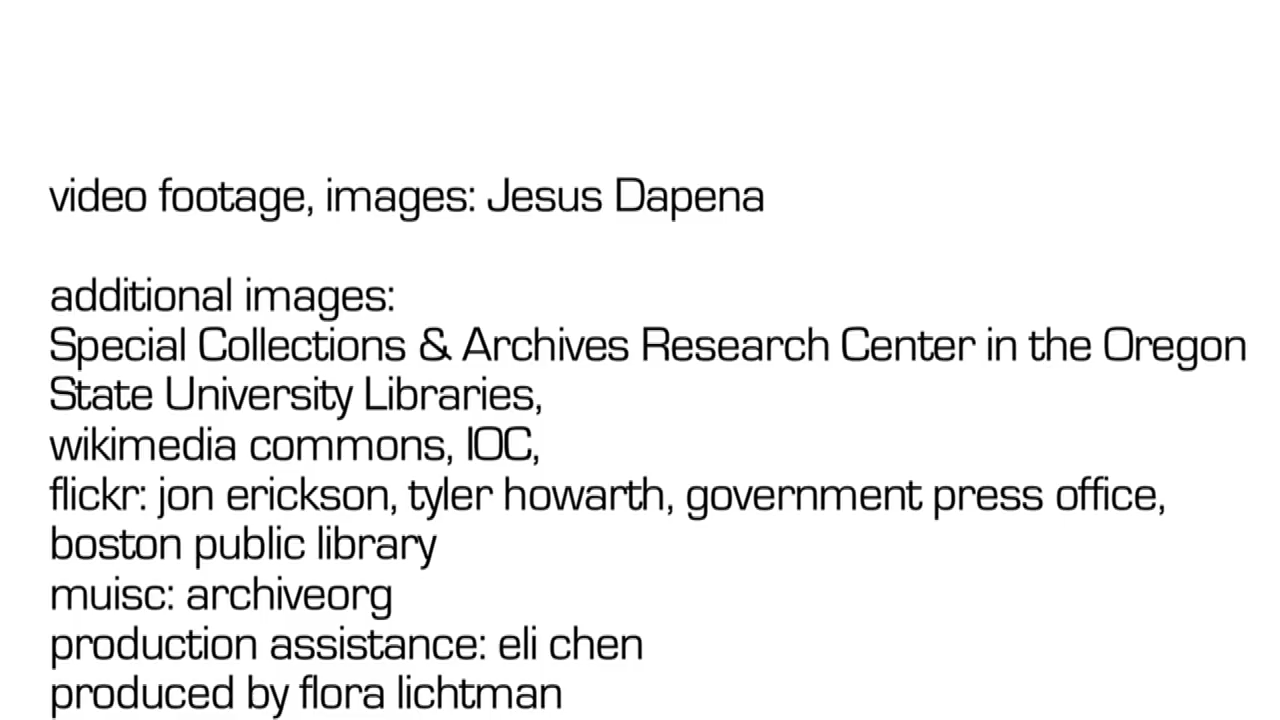 video footage, images: Jesus Dapena
additional images:
Special Collections & Archives Research Center in the Oregon
State University Libraries,
wikimedia commons, IOC,
flickr: jon erickson, tyler howarth, government press office,
boston public library
muisc: archiveorg
production assistance: eli chen
produced by flora lichtman